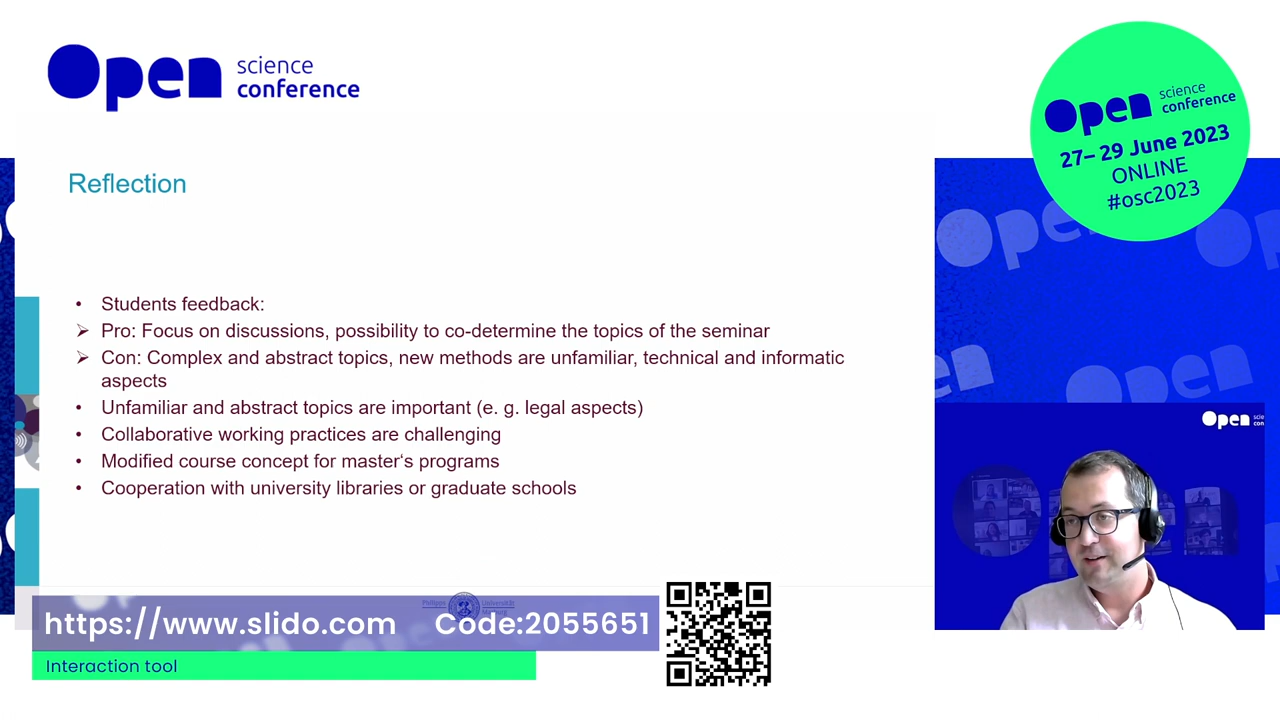 Open science
conference
Open science
conference
27– 29 June 2023
ONLINE
#osc2023
Reflection
• Students feedback:
➢ Pro: Focus on discussions, possibility to co-determine the topics of the seminar
➢ Con: Complex and abstract topics, new methods are unfamiliar, technical and informatic
aspects
• Unfamiliar and abstract topics are important (e. g. legal aspects)
• Collaborative working practices are challenging
• Modified course concept for master‘s programs
• Cooperation with university libraries or graduate schools
Open
Open
Philipps Universität
https://www.slido.com Code:2055651
Interaction tool